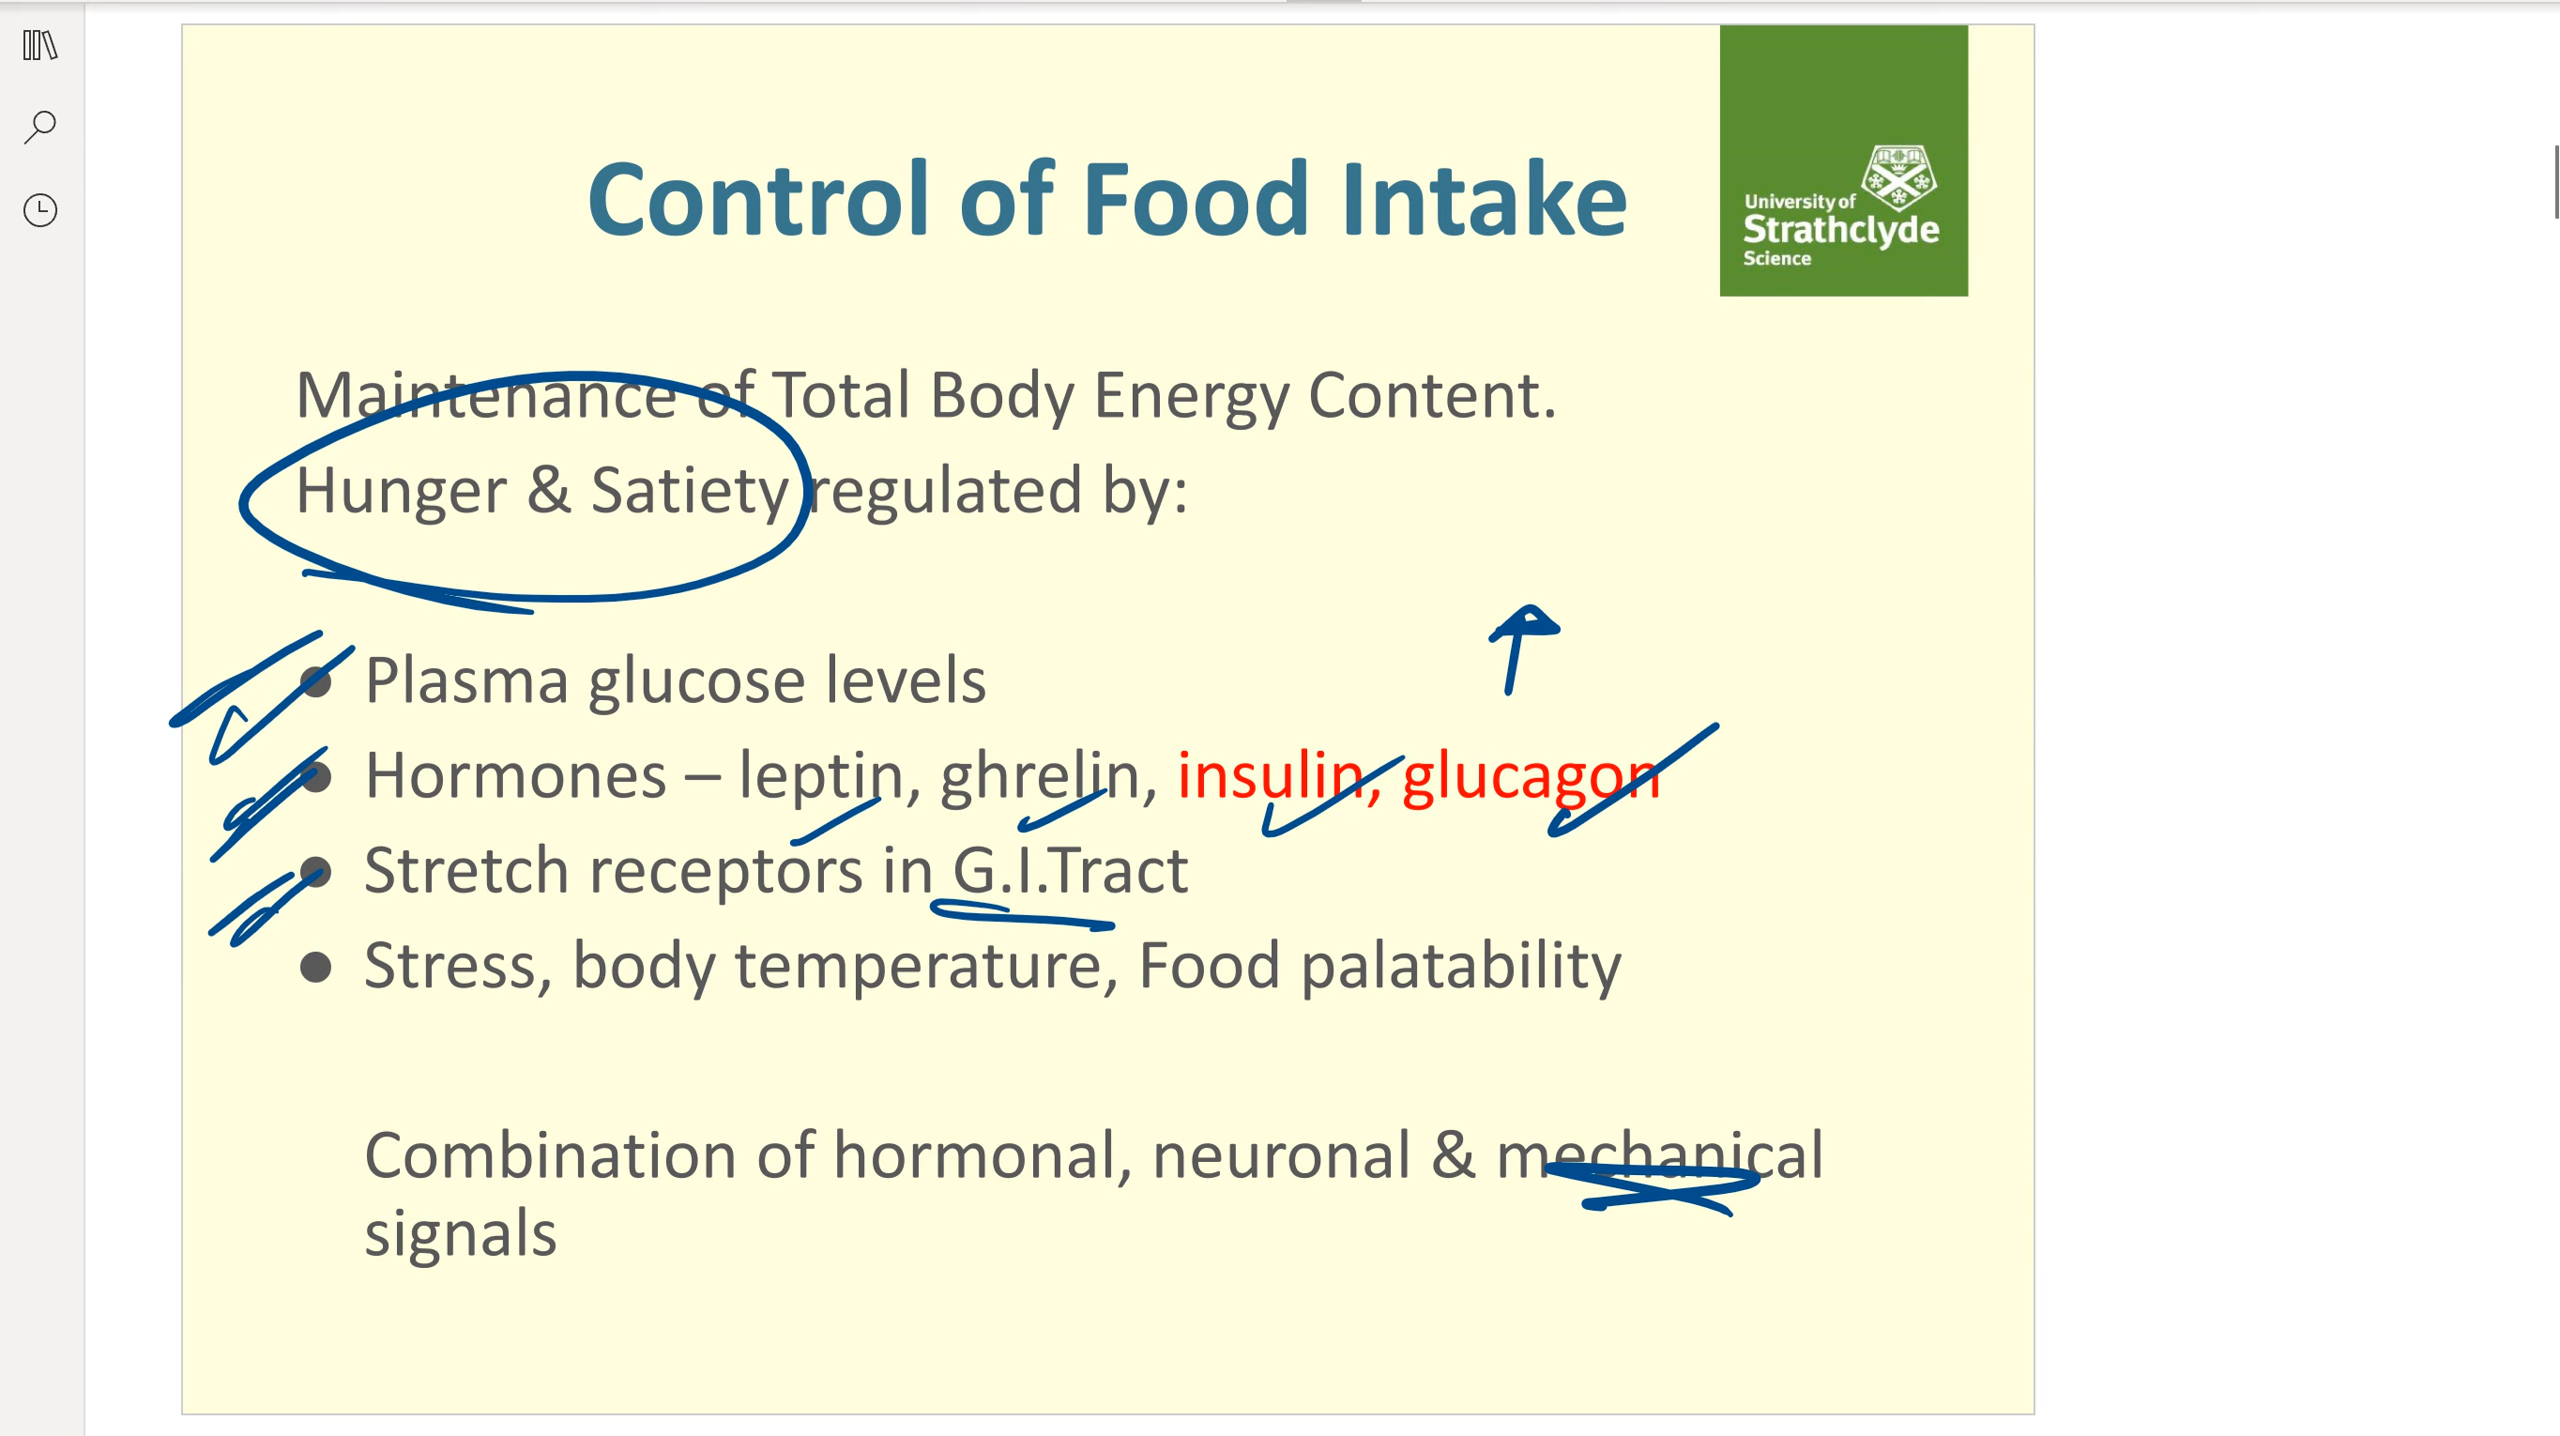 Control of Food Intake
University of
Strathclyde
Science
Maintenance of Total Body Energy Content.
Hunger & Satiety regulated by:
● Plasma glucose levels
● Hormones – leptin, ghrelin, insulin, glucagon
● Stretch receptors in G.I.Tract
● Stress, body temperature, Food palatability
Combination of hormonal, neuronal & mechanical
signals